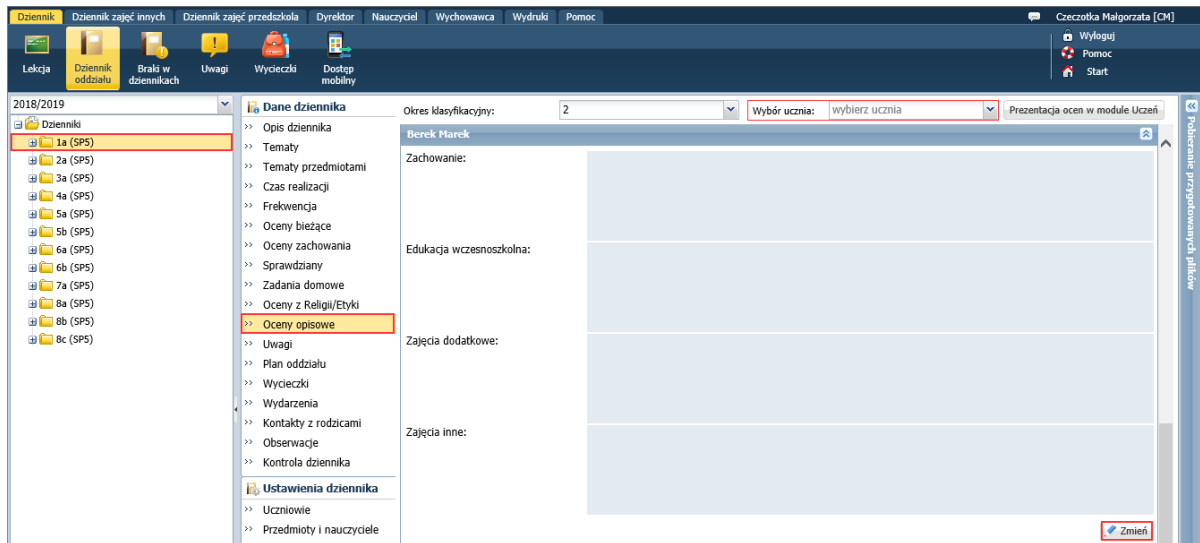 Dziennik Dziennik zajęć innych Dziennik zajęć przedszkola Dyrektor Nauczyciel Wychowawca Wydruki Pomoc Czeczotka Małgorzata [CM]
Lekcja
Dziennik oddziału
Braki w dziennikach
Uwagi
Wycieczki
Dostęp mobilny
Wyloguj
Pomoc
Start
2018/2019
Dzienniki
1a (SP5)
2a (SP5)
3a (SP5)
4a (SP5)
5a (SP5)
5b (SP5)
6a (SP5)
6b (SP5)
7a (SP5)
8a (SP5)
8b (SP5)
8c (SP5)
Dane dziennika
Opis dziennika
Tematy
Tematy przedmiotami
Czas realizacji
Frekwencja
Oceny bieżące
Oceny zachowania
Sprawdziany
Zadania domowe
Oceny z Religii/Etyki
Oceny opisowe
Uwagi
Plan oddziału
Wycieczki
Wydarzenia
Kontakty z rodzicami
Obserwacje
Kontrola dziennika
Ustawienia dziennika
Uczniowie
Przedmioty i nauczyciele
Okres klasyfikacyjny: 2 Wybór ucznia: wybierz ucznia Prezentacja ocen w module Uczeń
Berek Marek
Zachowanie:
Edukacja wczesnoszkolna:
Zajęcia dodatkowe:
Zajęcia inne:
Zmień
Pobieranie przygotowanych plików